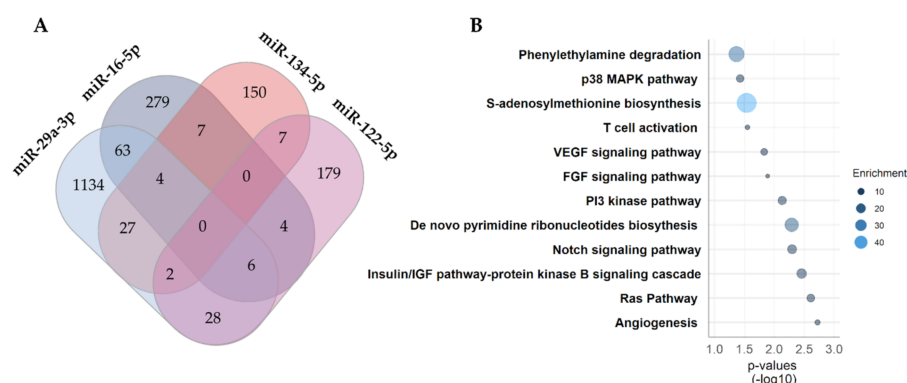 A
miR-29a-3p
miR-16-5p
miR-134-5p
miR-122-5p
279
150
7
7
63
1134
4
0
179
27
0
4
2
6
28
B
Phenylethylamine degradation
p38 MAPK pathway
S-adenosylmethionine biosynthesis
T cell activation
VEGF signaling pathway
FGF signaling pathway
PI3 kinase pathway
De novo pyrimidine ribonucleotides biosythesis
Notch signaling pathway
Insulin/IGF pathway-protein kinase B signaling cascade
Ras Pathway
Angiogenesis
1.0 1.5 2.0 2.5 3.0
p-values
(-log10)
Enrichment
10
20
30
40